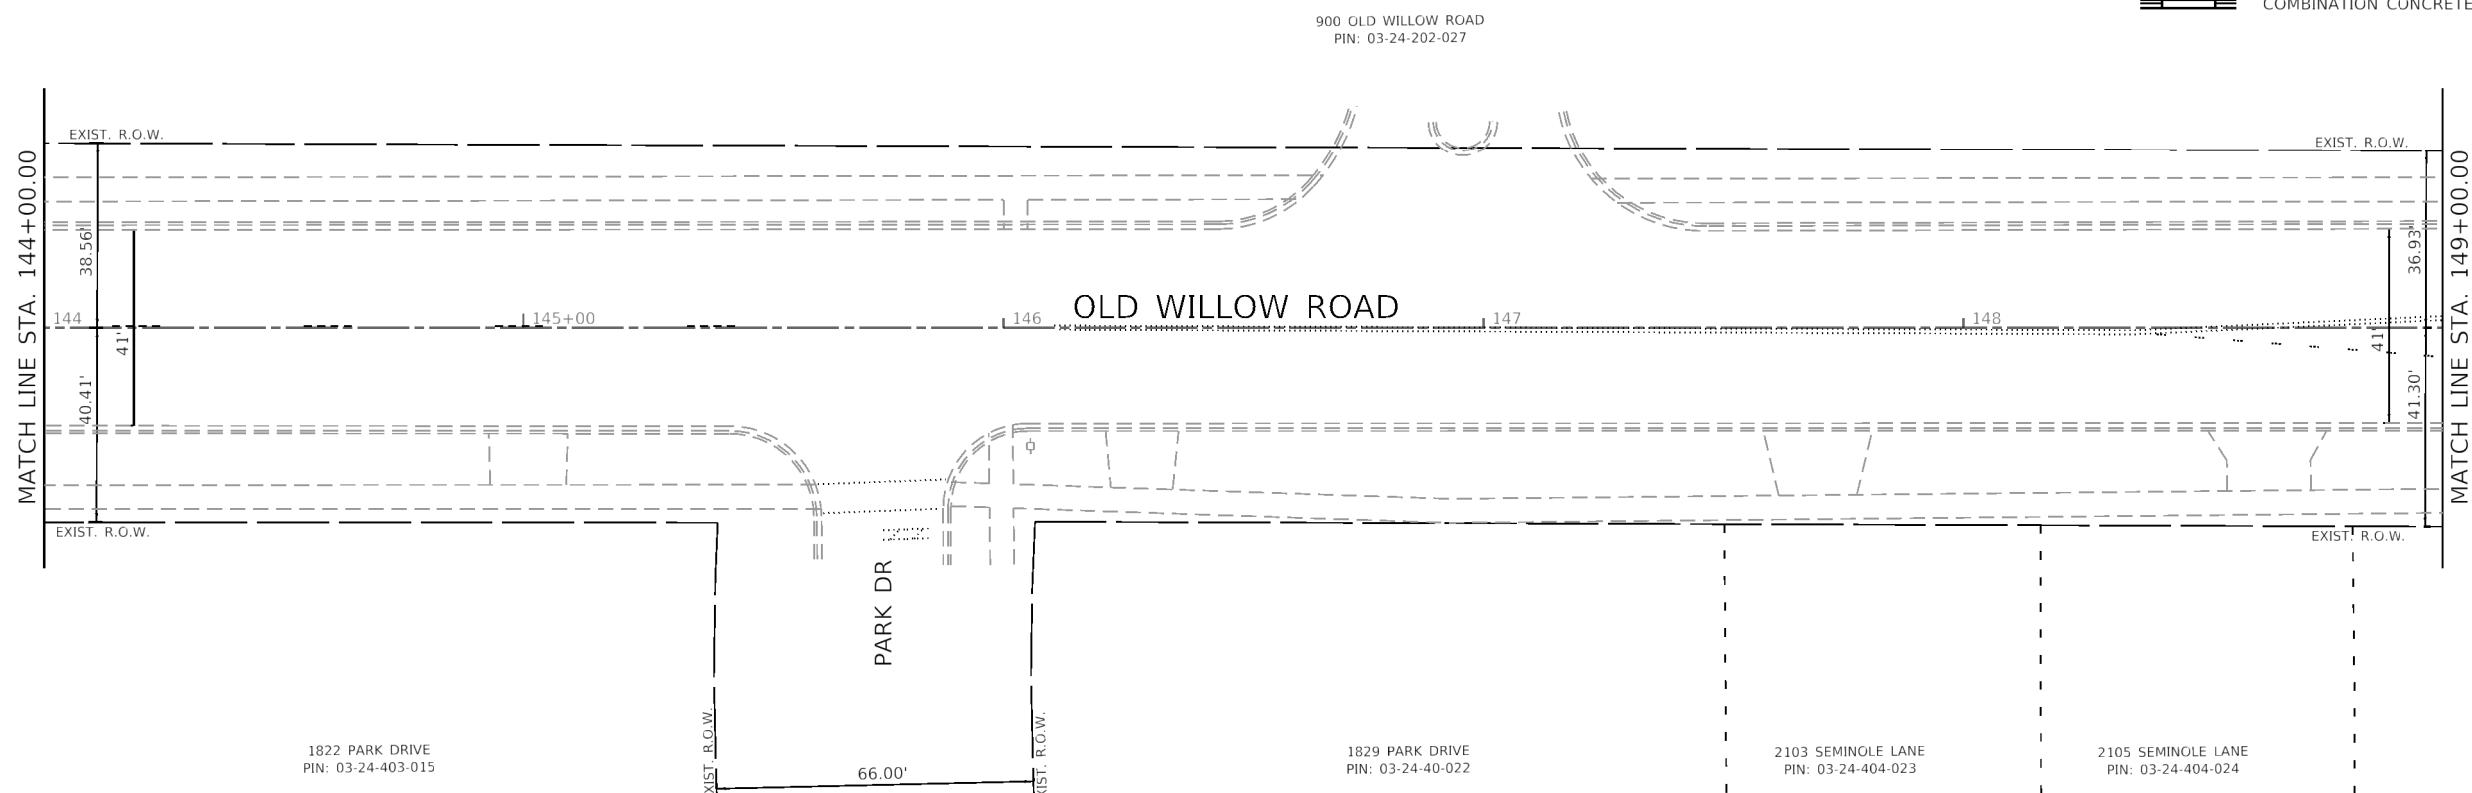 COMBINATION CONCRETE
900 OLD WILLOW ROAD
PIN: 03-24-202-027
EXIST. R.O.W.
EXIST. R.O.W.
MATCH LINE STA. 144+00.00
38.56'
40.41'
41'
144
145+00
146
147
148
OLD WILLOW ROAD
36.93'
41.30'
41'
MATCH LINE STA. 149+00.00
EXIST. R.O.W.
EXIST. R.O.W.
PARK DR
EXIST. R.O.W.
EXIST. R.O.W.
66.00'
1822 PARK DRIVE
PIN: 03-24-403-015
1829 PARK DRIVE
PIN: 03-24-40-022
2103 SEMINOLE LANE
PIN: 03-24-404-023
2105 SEMINOLE LANE
PIN: 03-24-404-024